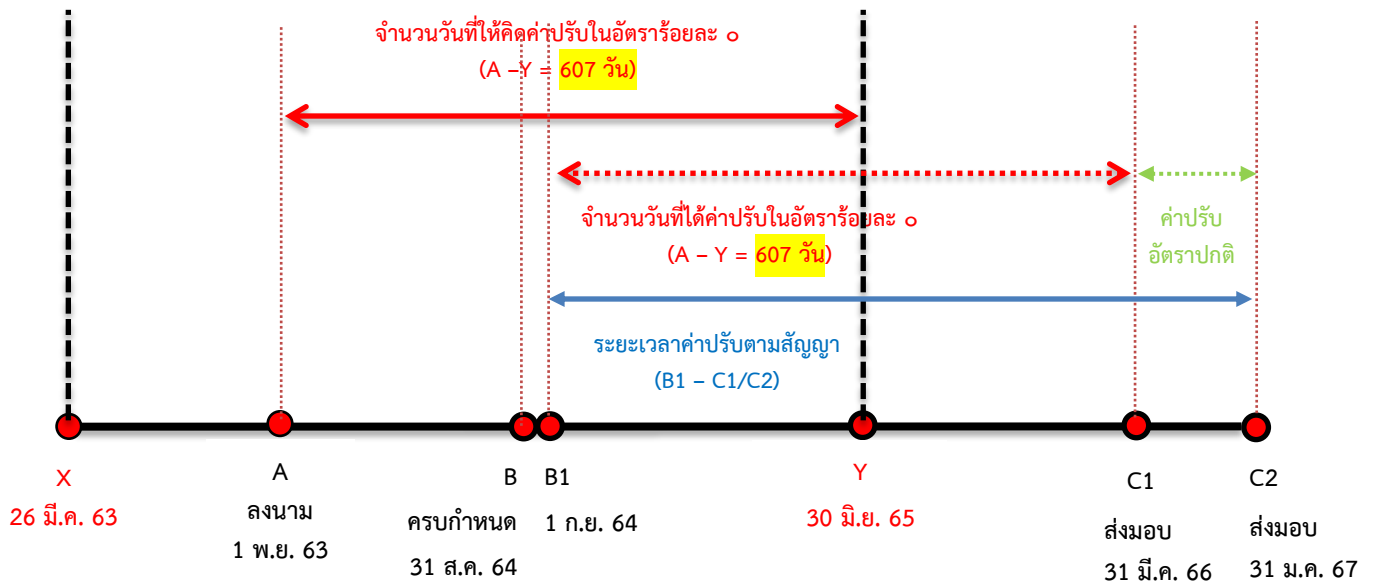 จำนวนวันที่ให้คิดค่าปรับในอัตราร้อยละ ๐
(A –Y = 607 วัน)
จำนวนวันที่ได้ค่าปรับในอัตราร้อยละ ๐
(A – Y = 607 วัน)
ค่าปรับ
อัตราปกติ
ระยะเวลาค่าปรับตามสัญญา
(B1 – C1/C2)
X
26 มี.ค. 63
A
ลงนาม
1 พ.ย. 63
B
ครบกำหนด
31 ส.ค. 64
B1
1 ก.ย. 64
Y
30 มิ.ย. 65
C1
ส่งมอบ
31 มี.ค. 66
C2
ส่งมอบ
31 ม.ค. 67